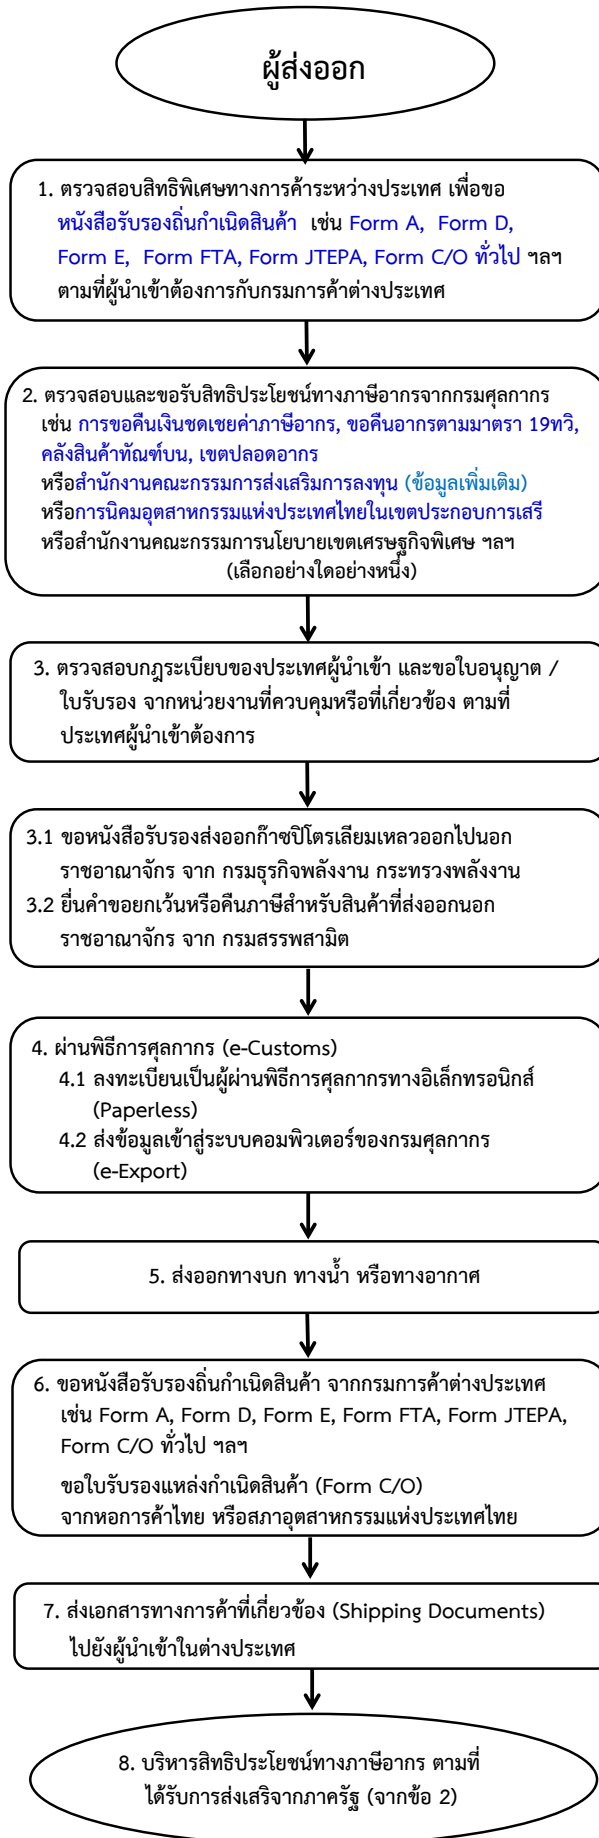 ผู้ส่งออก
1. ตรวจสอบสิทธิพิเศษทางการค้าระหว่างประเทศ เพื่อขอ
หนังสือรับรองถิ่นกำเนิดสินค้า เช่น Form A, Form D,
Form E, Form FTA, Form JTEPA, Form C/O ทั่วไป ฯลฯ
ตามที่ผู้นำเข้าต้องการกับกรมการค้าต่างประเทศ
2. ตรวจสอบและขอรับสิทธิประโยชน์ทางภาษีอากรจากกรมศุลกากร
เช่น การขอคืนเงินชดเชยค่าภาษีอากร, ขอคืนอากรตามมาตรา 19ทวิ,
คลังสินค้าทัณฑ์บน, เขตปลอดอากร
หรือสำนักงานคณะกรรมการส่งเสริมการลงทุน (ข้อมูลเพิ่มเติม)
หรือการนิคมอุตสาหกรรมแห่งประเทศไทยในเขตประกอบการเสรี
หรือสำนักงานคณะกรรมการนโยบายเขตเศรษฐกิจพิเศษ ฯลฯ
(เลือกอย่างใดอย่างหนึ่ง)
3. ตรวจสอบกฎระเบียบของประเทศผู้นำเข้า และขอใบอนุญาต /
ใบรับรอง จากหน่วยงานที่ควบคุมหรือที่เกี่ยวข้อง ตามที่
ประเทศผู้นำเข้าต้องการ
3.1 ขอหนังสือรับรองส่งออกก๊าซปิโตรเลียมเหลวออกไปนอก
ราชอาณาจักร จาก กรมธุรกิจพลังงาน กระทรวงพลังงาน
3.2 ยื่นคำขอยกเว้นหรือคืนภาษีสำหรับสินค้าที่ส่งออกนอก
ราชอาณาจักร จาก กรมสรรพสามิต
4. ผ่านพิธีการศุลกากร (e-Customs)
4.1 ลงทะเบียนเป็นผู้ผ่านพิธีการศุลกากรทางอิเล็กทรอนิกส์
(Paperless)
4.2 ส่งข้อมูลเข้าสู่ระบบคอมพิวเตอร์ของกรมศุลกากร
(e-Export)
5. ส่งออกทางบก ทางน้ำ หรือทางอากาศ
6. ขอหนังสือรับรองถิ่นกำเนิดสินค้า จากกรมการค้าต่างประเทศ
เช่น Form A, Form D, Form E, Form FTA, Form JTEPA,
Form C/O ทั่วไป ฯลฯ
ขอใบรับรองแหล่งกำเนิดสินค้า (Form C/O)
จากหอการค้าไทย หรือสภาอุตสาหกรรมแห่งประเทศไทย
7. ส่งเอกสารทางการค้าที่เกี่ยวข้อง (Shipping Documents)
ไปยังผู้นำเข้าในต่างประเทศ
8. บริหารสิทธิประโยชน์ทางภาษีอากร ตามที่
ได้รับการส่งเสริจากภาครัฐ (จากข้อ 2)